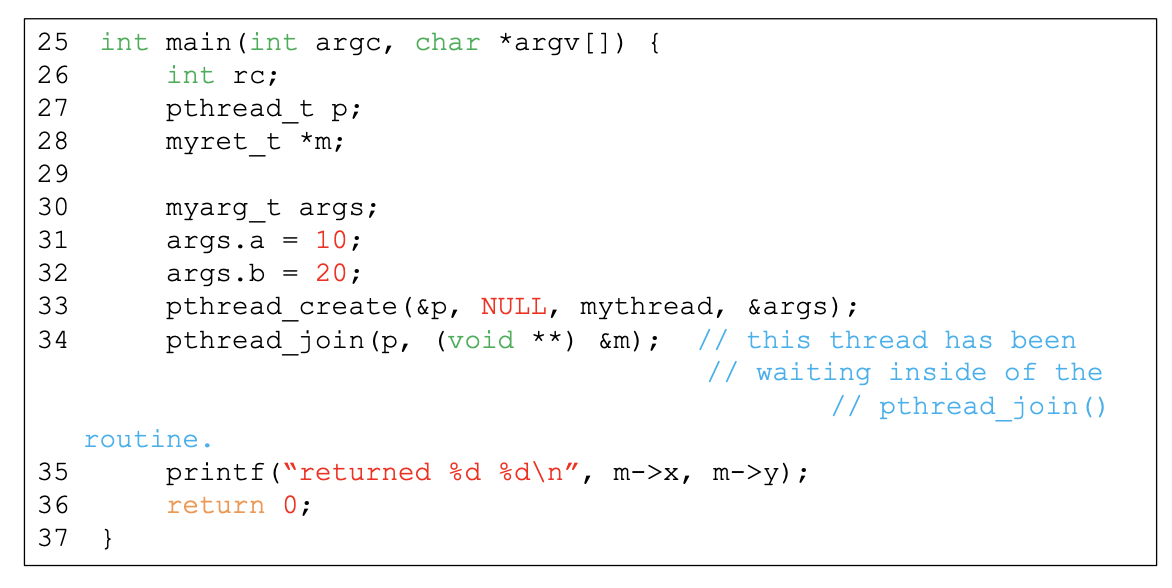 25 int main(int argc, char *argv[]) {
26     int rc;
27     pthread_t p;
28     myret_t *m;
29
30     myarg_t args;
31     args.a = 10;
32     args.b = 20;
33     pthread_create(&p, NULL, mythread, &args);
34     pthread_join(p, (void **) &m);  // this thread has been
// waiting inside of the
// pthread_join()
routine.
35     printf(“returned %d %d\n”, m->x, m->y);
36     return 0;
37 }